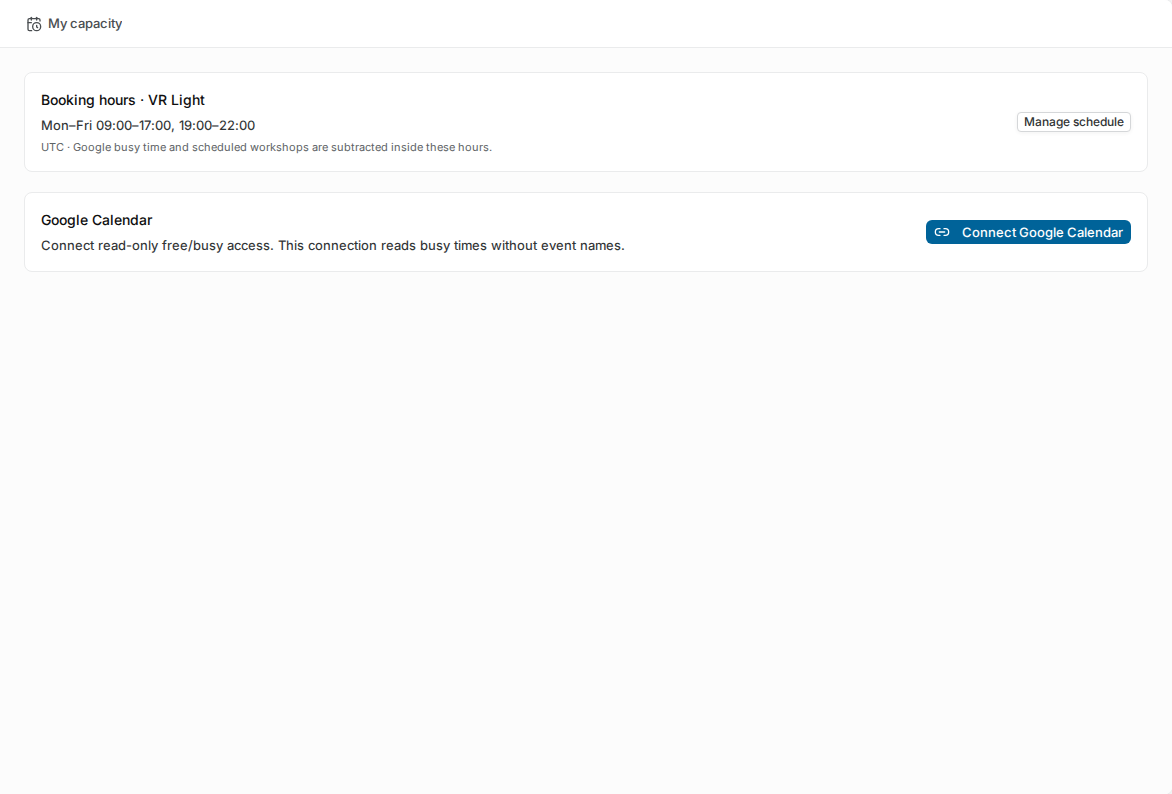 My capacity
Booking hours · VR Light
Mon–Fri 09:00–17:00, 19:00–22:00
Manage schedule
UTC · Google busy time and scheduled workshops are subtracted inside these hours.
Google Calendar
Connect read-only free/busy access. This connection reads busy times without event names.
Connect Google Calendar